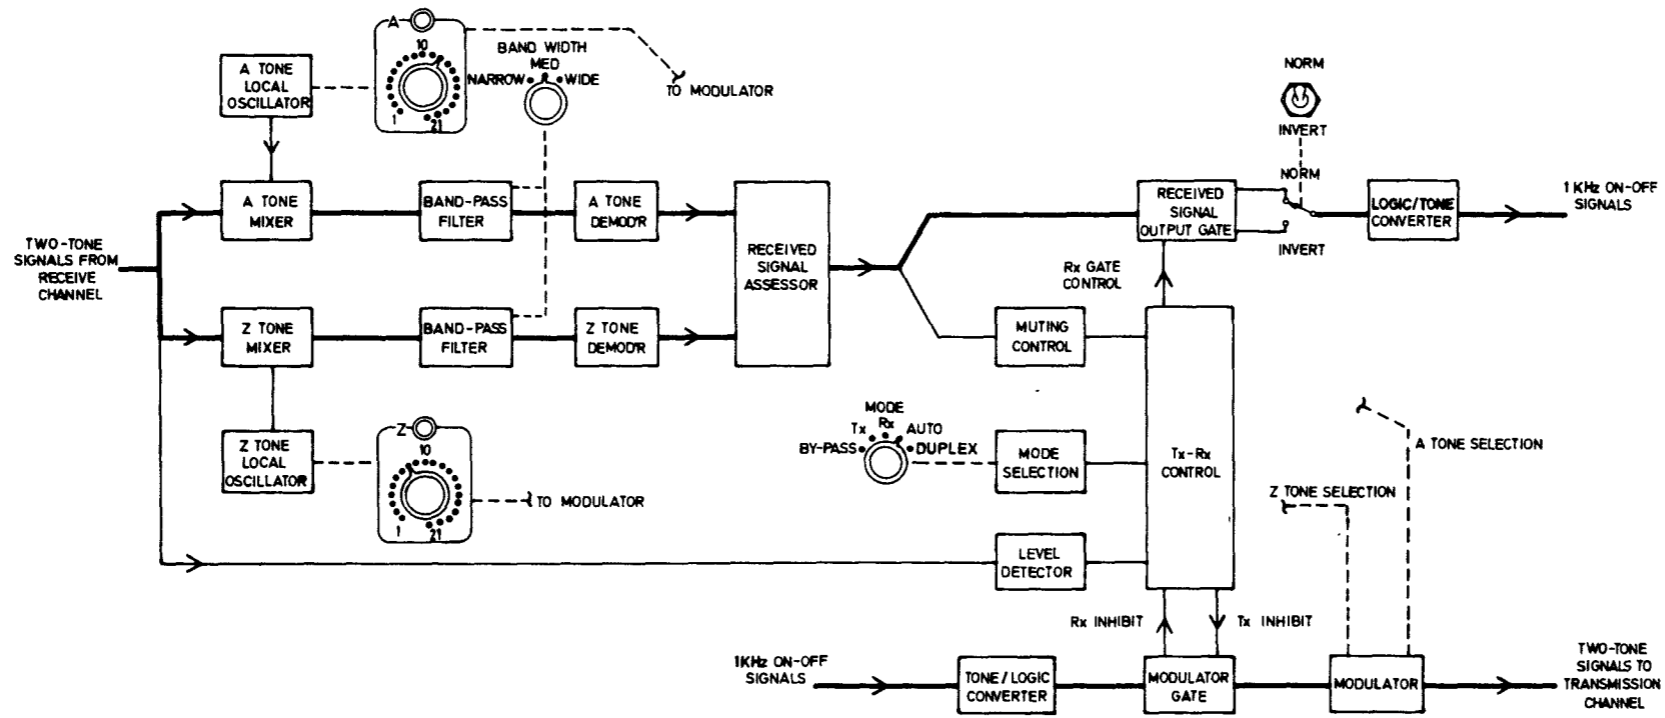 A
10
1
21
A TONE
LOCAL
OSCILLATOR
BAND WIDTH
MED
NARROW
WIDE
TO MODULATOR
NORM
INVERT
NORM
INVERT
TWO-TONE
SIGNALS FROM
RECEIVE
CHANNEL
A TONE
MIXER
BAND-PASS
FILTER
A TONE
DEMOD'R
RECEIVED
SIGNAL
ASSESSOR
RECEIVED
SIGNAL
OUTPUT GATE
LOGIC/TONE
CONVERTER
1 KHz ON-OFF
SIGNALS
Rx GATE
CONTROL
Z TONE
MIXER
BAND-PASS
FILTER
Z TONE
DEMOD'R
MUTING
CONTROL
Z TONE
LOCAL
OSCILLATOR
Z
10
1
21
TO MODULATOR
MODE
Tx
Rx
AUTO
BY-PASS
DUPLEX
MODE
SELECTION
Tx-Rx
CONTROL
A TONE SELECTION
Z TONE SELECTION
LEVEL
DETECTOR
Rx INHIBIT
Tx INHIBIT
1KHz ON-OFF
SIGNALS
TONE/LOGIC
CONVERTER
MODULATOR
GATE
MODULATOR
TWO-TONE
SIGNALS TO
TRANSMISSION
CHANNEL